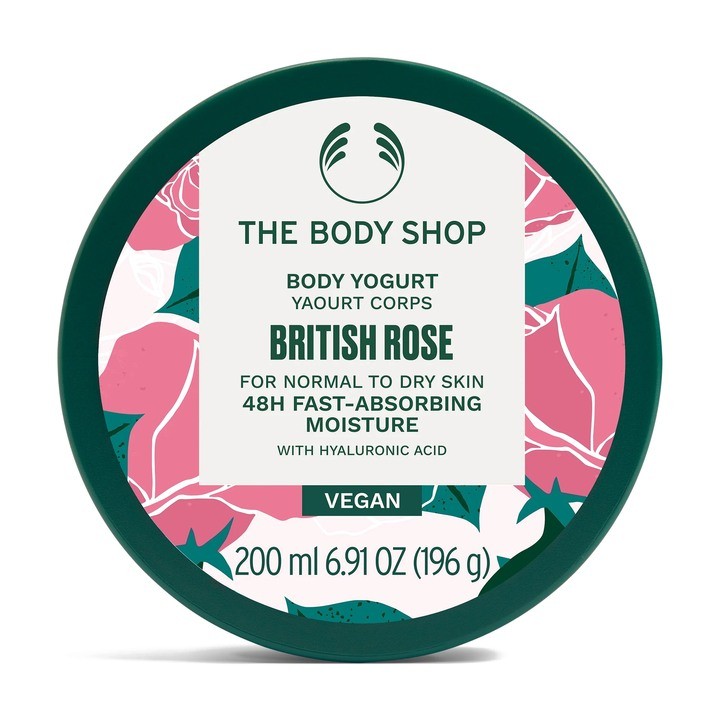 THE BODY SHOP
BODY YOGURT
YAOURT CORPS
BRITISH ROSE
FOR NORMAL TO DRY SKIN
48H FAST-ABSORBING
MOISTURE
WITH HYALURONIC ACID
VEGAN
200 ml 6.91 OZ (196 g)